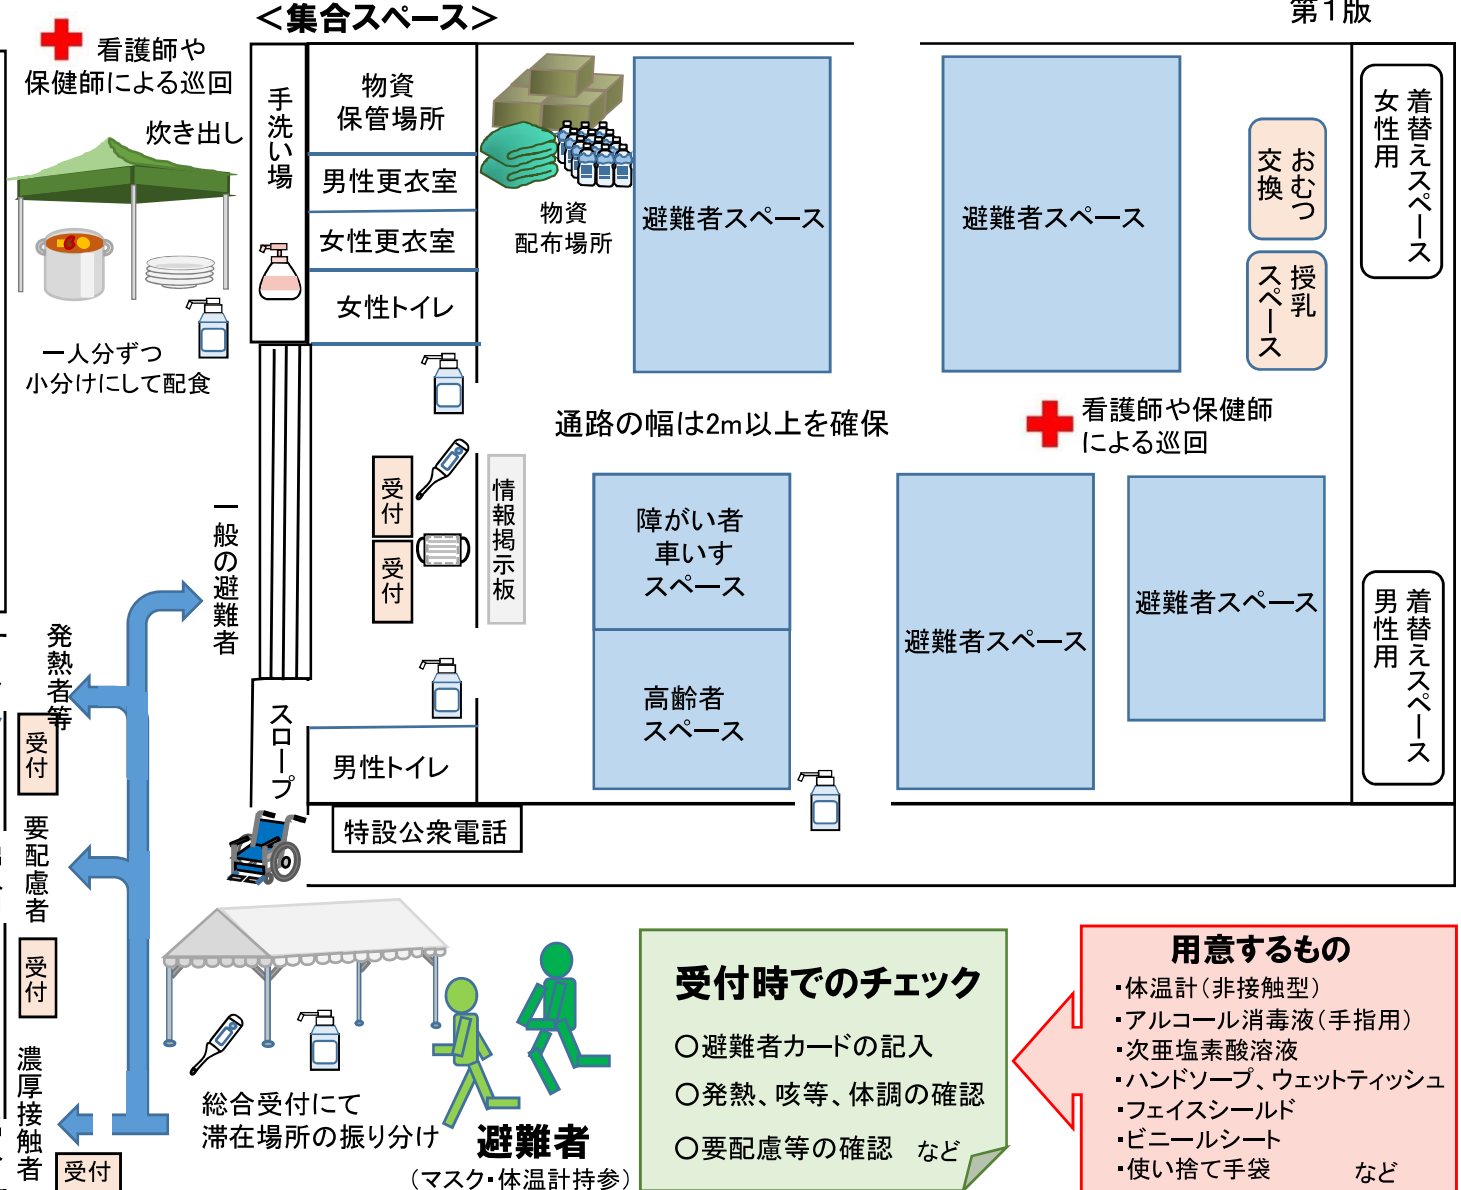 ＜集合スペース＞
第１版
看護師や
保健師による巡回
炊き出し
一人分ずつ
小分けにして配食
手洗い場
物資
保管場所
男性更衣室
女性更衣室
女性トイレ
物資
配布場所
避難者スペース
避難者スペース
おむつ
交換
授乳
スペース
着替えスペース
女性用
通路の幅は2m以上を確保
看護師や保健師
による巡回
受付
受付
情報掲示板
障がい者
車いす
スペース
高齢者
スペース
避難者スペース
避難者スペース
着替えスペース
男性用
一般の避難者
発熱者等
受付
要配慮者
受付
濃厚接触者
受付
スロープ
男性トイレ
特設公衆電話
総合受付にて
滞在場所の振り分け
避難者
（マスク・体温計持参）
受付時でのチェック
○避難者カードの記入
○発熱、咳等、体調の確認
○要配慮等の確認　など
用意するもの
・体温計（非接触型）
・アルコール消毒液（手指用）
・次亜塩素酸溶液
・ハンドソープ、ウェットティッシュ
・フェイスシールド
・ビニールシート
・使い捨て手袋　など